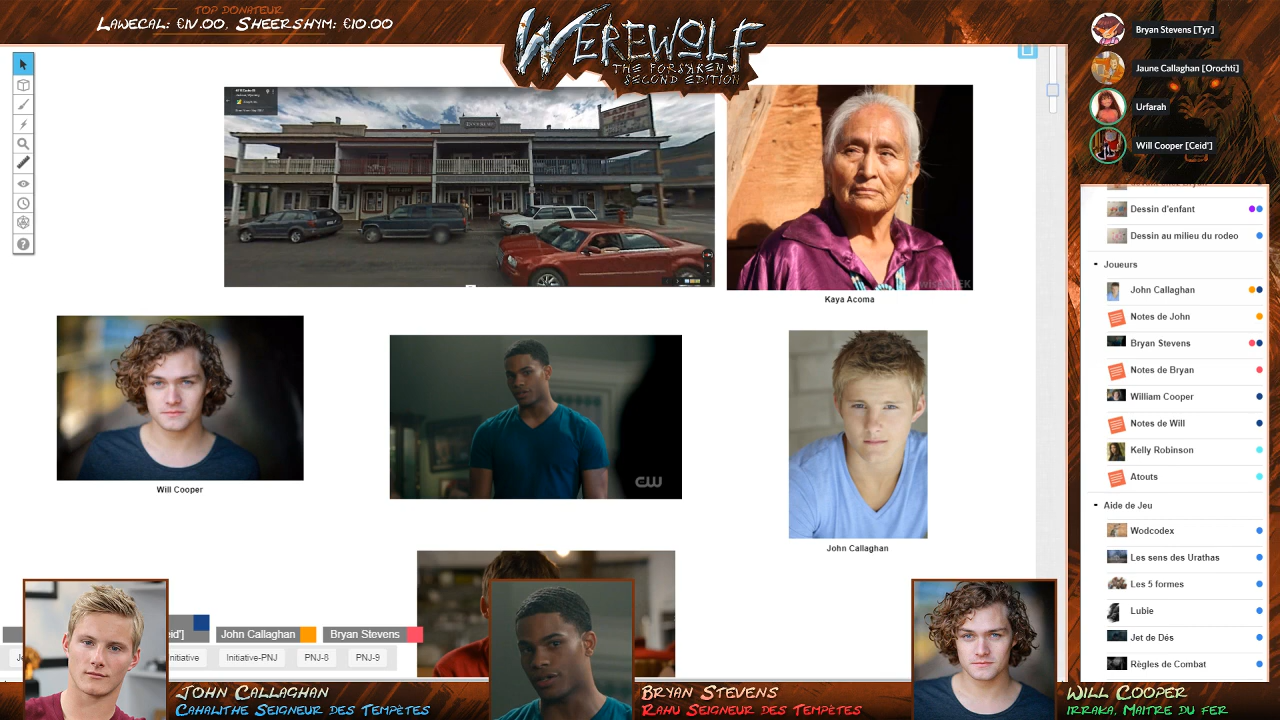 TOP DONATEUR
LAWECAL: €IV.00, SHEERSHYM: €10.00
WEREWOLF
THE FORSAKEN
SECOND EDITION
Bryan Stevens [Tyr]
Jaune Callaghan [Orochti]
Urfarah
Will Cooper [Ceid']
Dessin d'enfant
Dessin au milieu du rodeo
Joueurs
John Callaghan
Notes de John
Bryan Stevens
Notes de Bryan
William Cooper
Notes de Will
Kelly Robinson
Atouts
Aide de Jeu
Wodcodex
Les sens des Urathas
Les 5 formes
Lubie
Jet de Dés
Règles de Combat
Kaya Acoma
Will Cooper
CW
John Callaghan
eid'] John Callaghan Bryan Stevens
nitiative Initiative-PNJ PNJ-8 PNJ-9
JOHN CALLAGHAN
CAHALITHE SEIGNEUR DES TEMPÊTES
BRYAN STEVENS
RAHU SEIGNEUR DES TEMPÈTES
WILL COOPER
IRRAKA, MAITRE DU FER